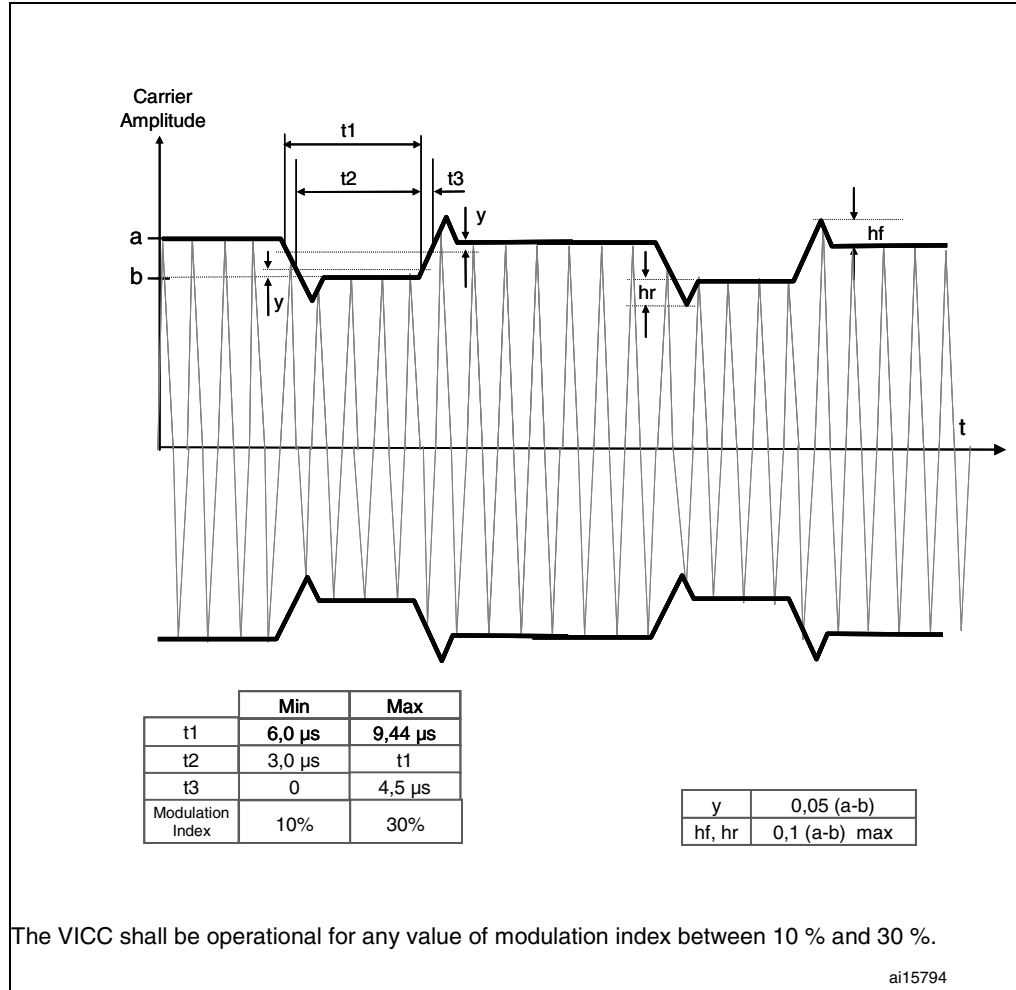 Carrier
Amplitude
t1
t2
t3
y
a
hf
b
y
hr
t
Min Max
t1 6,0 µs 9,44 µs
t2 3,0 µs t1
t3 0 4,5 µs
Modulation
Index 10% 30%
y 0,05 (a-b)
hf, hr 0,1 (a-b) max
The VICC shall be operational for any value of modulation index between 10 % and 30 %.
ai15794